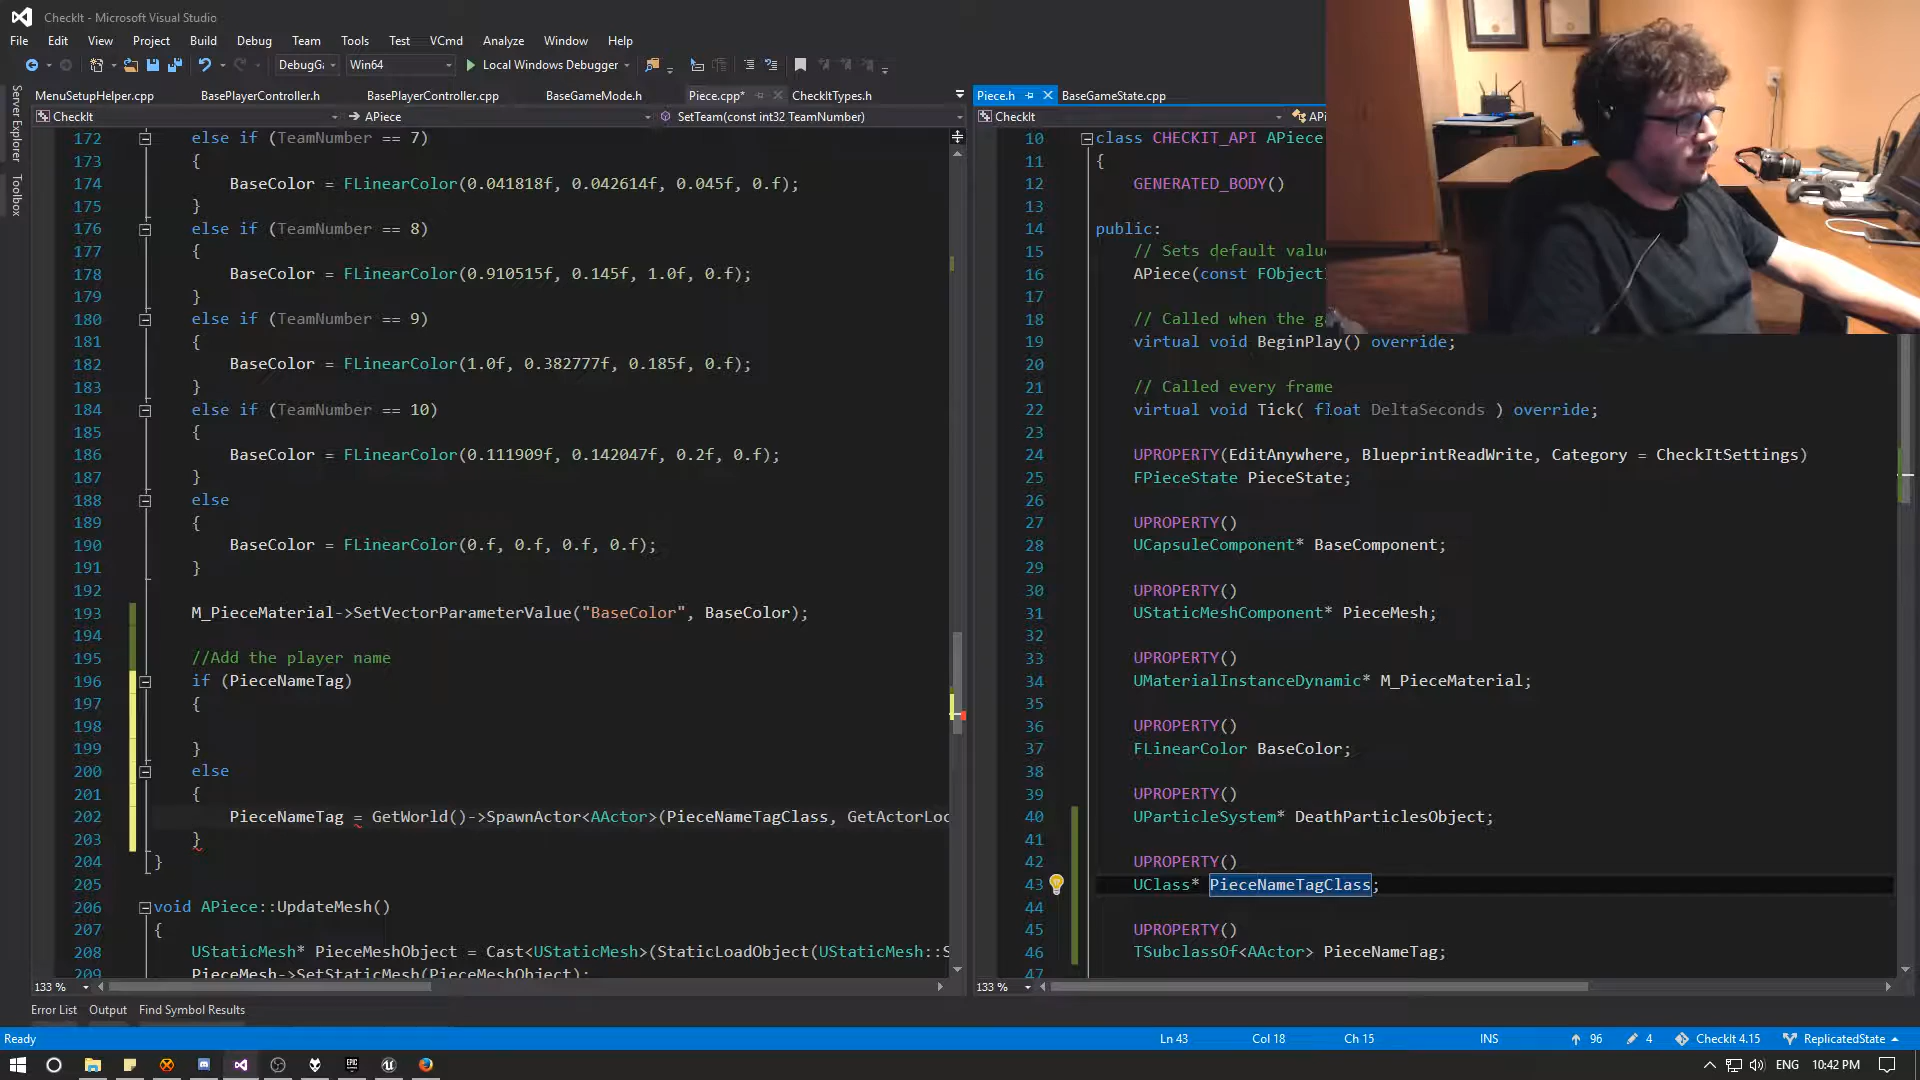 CheckIt - Microsoft Visual Studio
File Edit View Project Build Debug Team Tools Test VCmd Analyze Window Help
DebugG Win64 Local Windows Debugger
Server Explorer
Toolbox
MenuSetupHelper.cpp BasePlayerController.h BasePlayerController.cpp BaseGameMode.h Piece.cpp* CheckItTypes.h
CheckIt APiece SetTeam(const int32 TeamNumber)
172 else if (TeamNumber == 7)
173 {
174 BaseColor = FLinearColor(0.041818f, 0.042614f, 0.045f, 0.f);
175 }
176 else if (TeamNumber == 8)
177 {
178 BaseColor = FLinearColor(0.910515f, 0.145f, 1.0f, 0.f);
179 }
180 else if (TeamNumber == 9)
181 {
182 BaseColor = FLinearColor(1.0f, 0.382777f, 0.185f, 0.f);
183 }
184 else if (TeamNumber == 10)
185 {
186 BaseColor = FLinearColor(0.111909f, 0.142047f, 0.2f, 0.f);
187 }
188 else
189 {
190 BaseColor = FLinearColor(0.f, 0.f, 0.f, 0.f);
191 }
192
193 M_PieceMaterial->SetVectorParameterValue("BaseColor", BaseColor);
194
195 //Add the player name
196 if (PieceNameTag)
197 {
198
199 }
200 else
201 {
202 PieceNameTag = GetWorld()->SpawnActor<AActor>(PieceNameTagClass, GetActorLoc
203 }
204 }
205
206 void APiece::UpdateMesh()
207 {
208 UStaticMesh* PieceMeshObject = Cast<UStaticMesh>(StaticLoadObject(UStaticMesh::S
209 PieceMesh->SetStaticMesh(PieceMeshObject);
133 %
Piece.h BaseGameState.cpp
CheckIt APi
10 class CHECKIT_API APiece
11 {
12 GENERATED_BODY()
13
14 public:
15 // Sets default valu
16 APiece(const FObject
17
18 // Called when the g
19 virtual void BeginPlay() override;
20
21 // Called every frame
22 virtual void Tick( float DeltaSeconds ) override;
23
24 UPROPERTY(EditAnywhere, BlueprintReadWrite, Category = CheckItSettings)
25 FPieceState PieceState;
26
27 UPROPERTY()
28 UCapsuleComponent* BaseComponent;
29
30 UPROPERTY()
31 UStaticMeshComponent* PieceMesh;
32
33 UPROPERTY()
34 UMaterialInstanceDynamic* M_PieceMaterial;
35
36 UPROPERTY()
37 FLinearColor BaseColor;
38
39 UPROPERTY()
40 UParticleSystem* DeathParticlesObject;
41
42 UPROPERTY()
43 UClass* PieceNameTagClass;
44
45 UPROPERTY()
46 TSubclassOf<AActor> PieceNameTag;
47
133 %
Error List Output Find Symbol Results
Ready Ln 43 Col 18 Ch 15 INS 96 4 CheckIt 4.15 ReplicatedState
ENG 10:42 PM